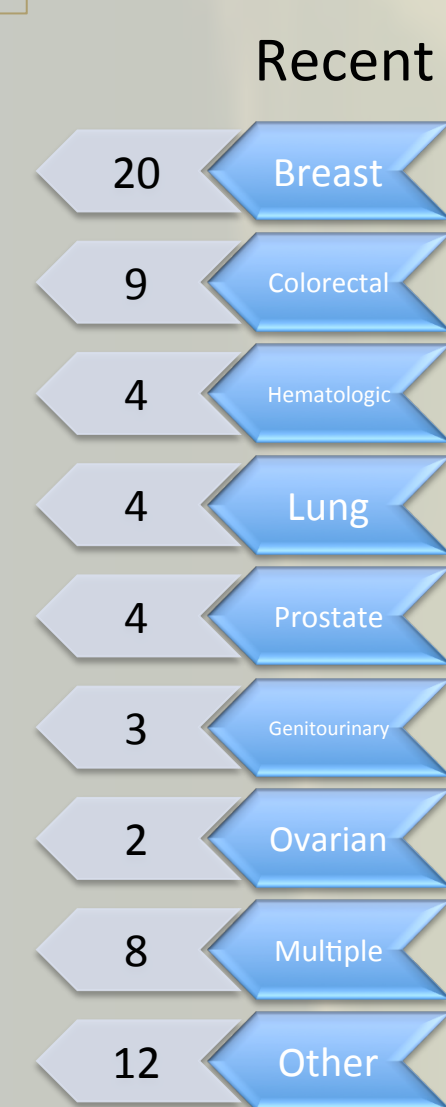 Recent
20 Breast
9 Colorectal
4 Hematologic
4 Lung
4 Prostate
3 Genitourinary
2 Ovarian
8 Multiple
12 Other